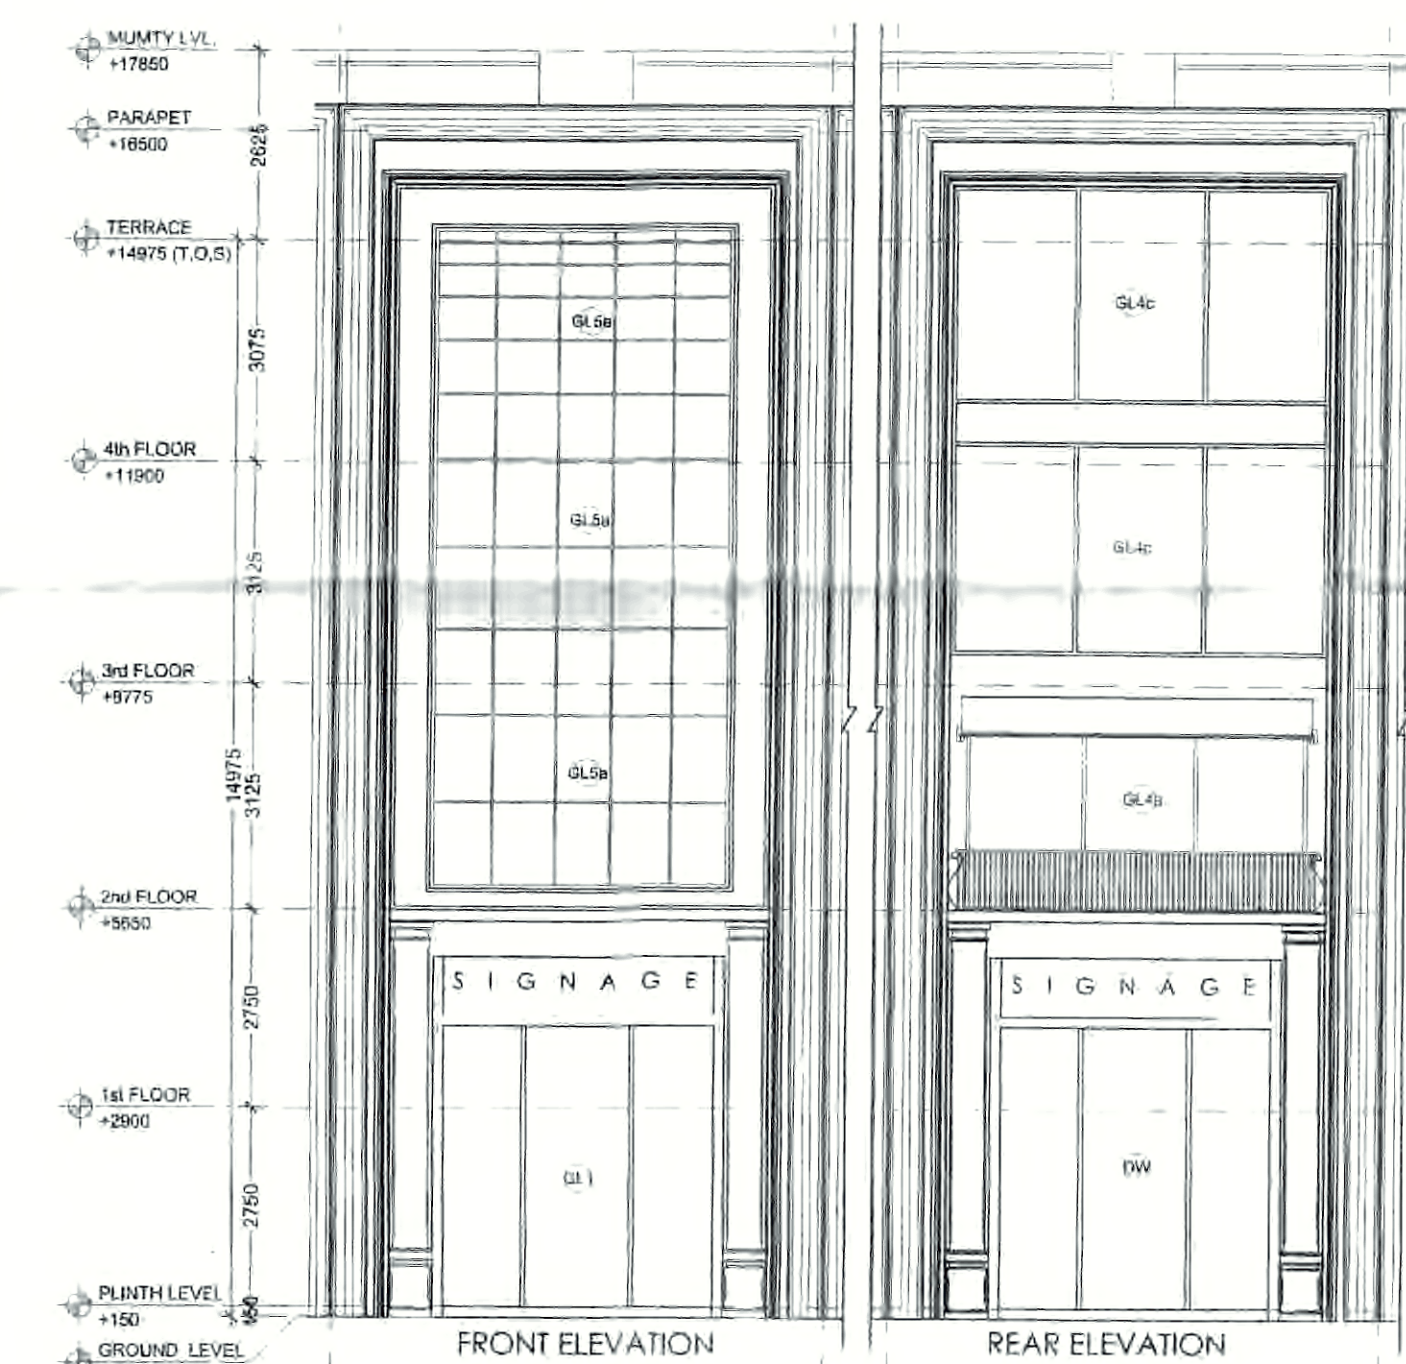 MUMTY LVL.
+17850
PARAPET
+16500
2625
TERRACE
+14975 (T.O.S)
3075
4th FLOOR
+11900
3125
3rd FLOOR
+8775
14975
3125
2nd FLOOR
+5650
2750
1st FLOOR
+2900
2750
PLINTH LEVEL
+150
GROUND LEVEL
GL5a
GL5a
GL5a
SIGNAGE
GL1
FRONT ELEVATION
GL4c
GL4c
SIGNAGE
DW
REAR ELEVATION